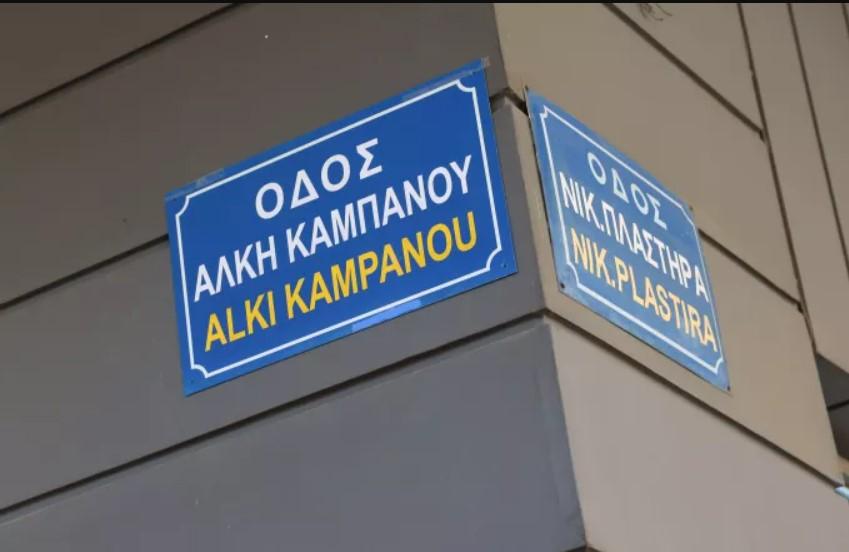 ΟΔΟΣ
ΑΛΚΗ ΚΑΜΠΑΝΟΥ
ALKI KAMPANOU
ΟΔΟΣ
ΝΙΚ.ΠΛΑΣΤΗΡΑ
NIK.PLASTIRA